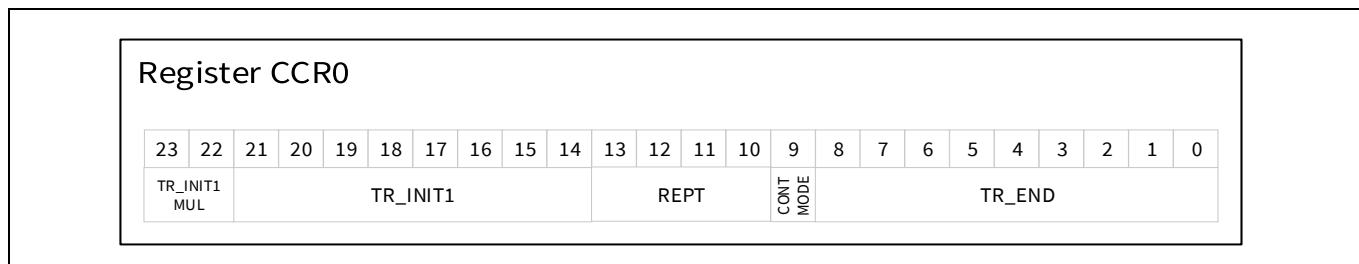 Register CCR0
23 22 21 20 19 18 17 16 15 14 13 12 11 10 9 8 7 6 5 4 3 2 1 0
TR_INIT1
MUL
TR_INIT1
REPT
CONT
MODE
TR_END